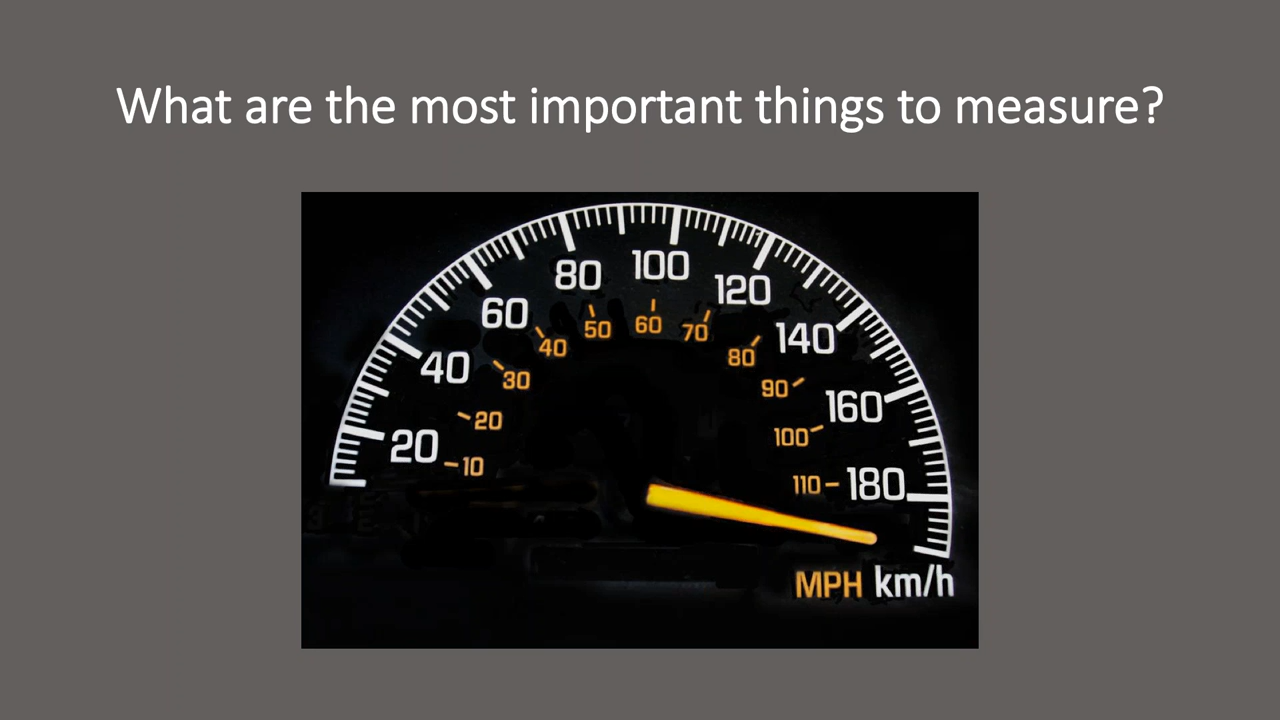 What are the most important things to measure?
80 100 120
60 140
50 60 70
40 80
40 30 90 160
20 100
20 10 110 180
MPH km/h